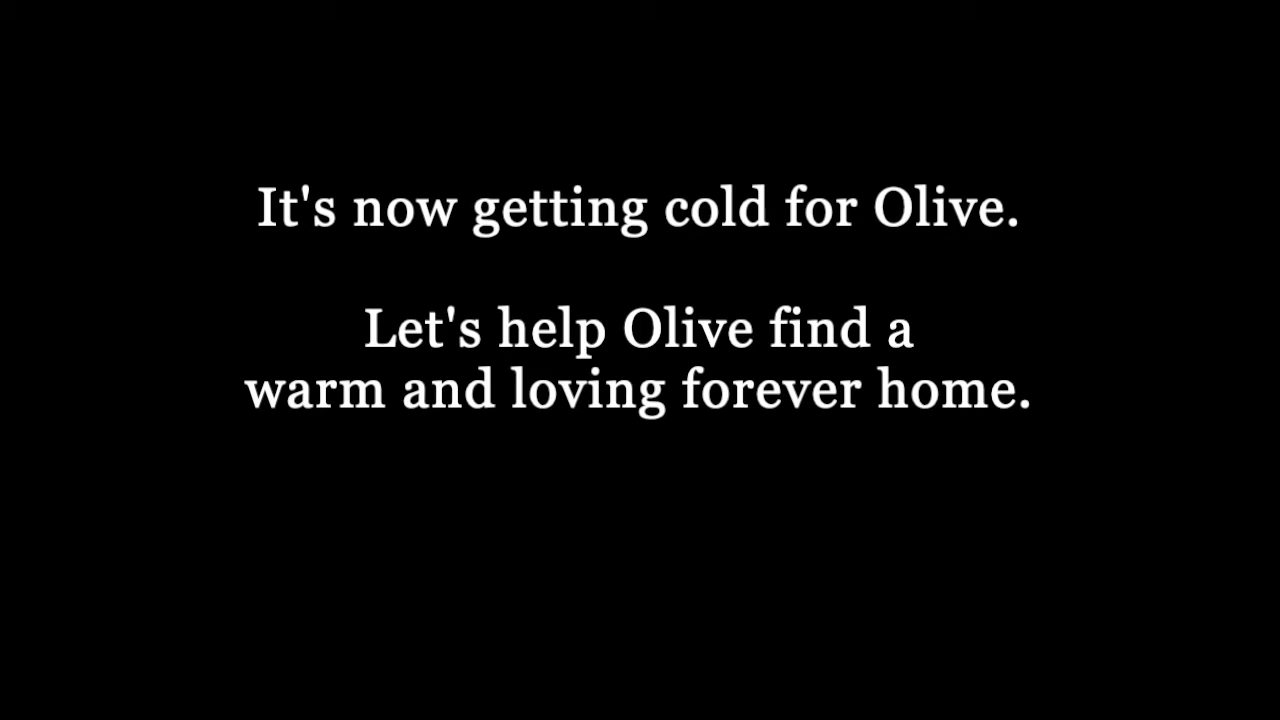 It's now getting cold for Olive.
Let's help Olive find a
warm and loving forever home.